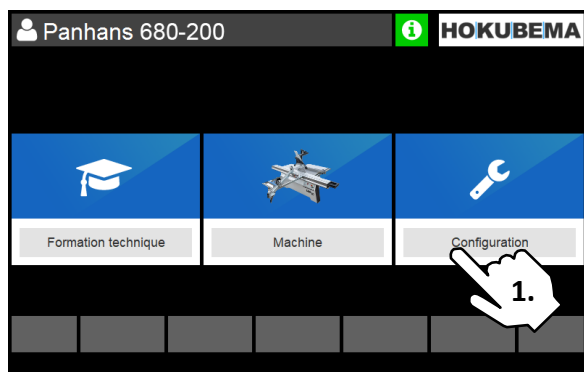 Panhans 680-200
i HOKUBEMA
Formation technique
Machine
Configuration
1.